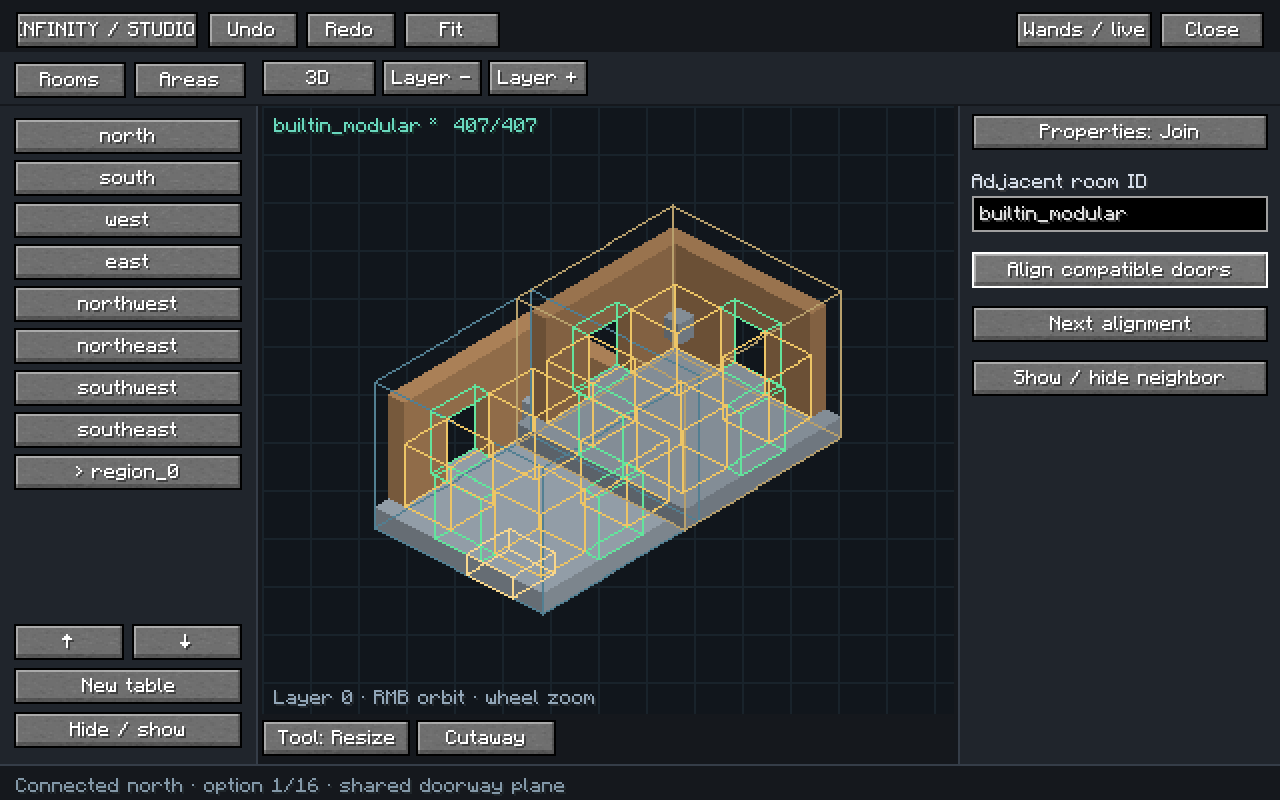 INFINITY / STUDIO
Undo
Redo
Fit
Wands / live
Close
Rooms
Areas
3D
Layer -
Layer +
north
south
west
east
northwest
northeast
southwest
southeast
> region_0
↑
↓
New table
Hide / show
builtin_modular * 407/407
Layer 0 · RMB orbit · wheel zoom
Tool: Resize
Cutaway
Properties: Join
Adjacent room ID
builtin_modular
Align compatible doors
Next alignment
Show / hide neighbor
Connected north · option 1/16 · shared doorway plane